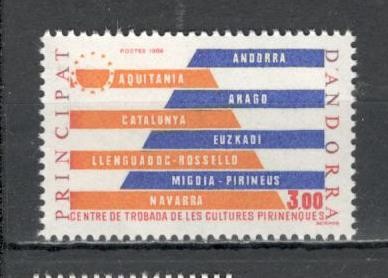 POSTES 1984
ANDORRA
AQUITANIA
ARAGO
CATALUNYA
EUZKADI
LLENGUADOC-ROSSELLO
MIGDIA-PIRINEUS
NAVARRA
3,00
CENTRE DE TROBADA DE LES CULTURES PIRINENQUES
PRINCIPAT
D'ANDORRA